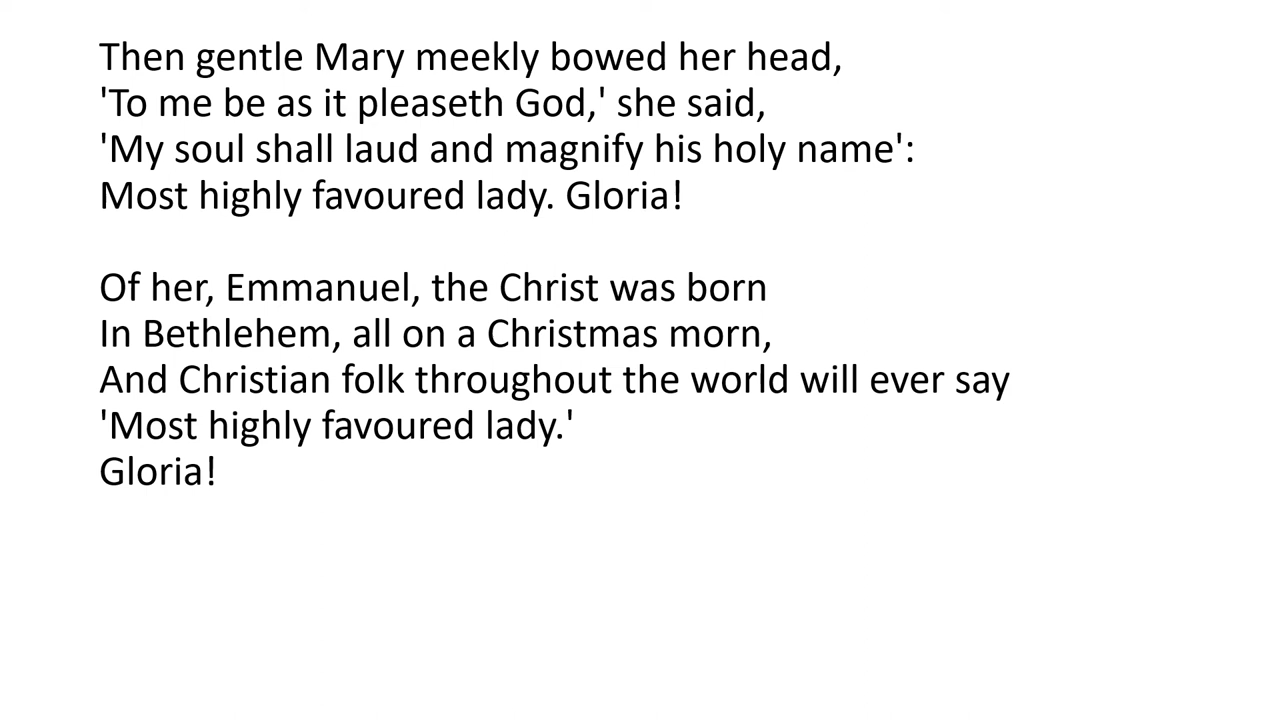 Then gentle Mary meekly bowed her head,
'To me be as it pleaseth God,' she said,
'My soul shall laud and magnify his holy name':
Most highly favoured lady. Gloria!

Of her, Emmanuel, the Christ was born
In Bethlehem, all on a Christmas morn,
And Christian folk throughout the world will ever say
'Most highly favoured lady.'
Gloria!